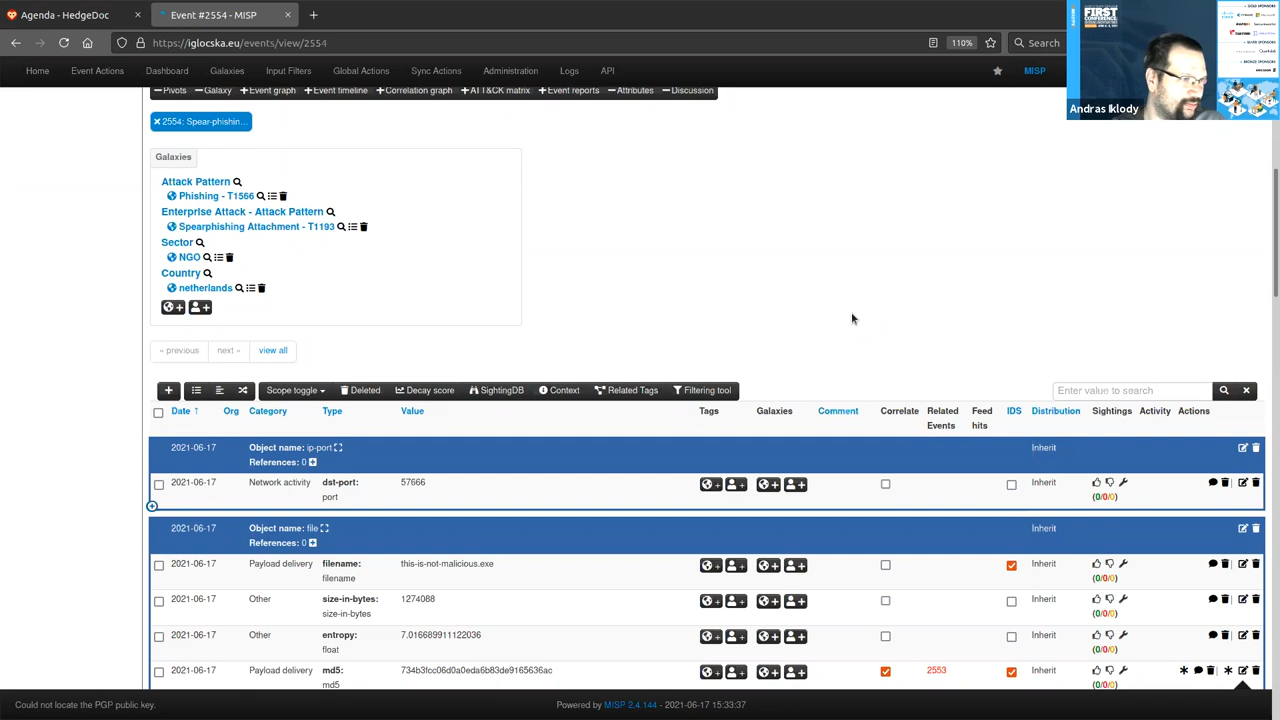 Agenda - HedgeDoc
Event #2554 - MISP
https://iglocska.eu/events/view/2554
110%
Search
FIRST
CONFERENCE
Andras Iklody
Home Event Actions Dashboard Galaxies Input Filters Global Actions Sync Actions Administration Logs API MISP
Pivots Galaxy Event graph Event timeline Correlation graph ATT&CK matrix Event reports Attributes Discussion
2554: Spear-phishin...
Galaxies
Attack Pattern
Phishing - T1566
Enterprise Attack - Attack Pattern
Spearphishing Attachment - T1193
Sector
NGO
Country
netherlands
« previous next » view all
Scope toggle Deleted Decay score SightingDB Context Related Tags Filtering tool Enter value to search
Date ↑ Org Category Type Value Tags Galaxies Comment Correlate Related Events Feed hits IDS Distribution Sightings Activity Actions
2021-06-17 Object name: ip-port Inherit
References: 0
2021-06-17 Network activity dst-port: 57666 Inherit
port (0/0/0)
2021-06-17 Object name: file Inherit
References: 0
2021-06-17 Payload delivery filename: this-is-not-malicious.exe Inherit
filename (0/0/0)
2021-06-17 Other size-in-bytes: 1274088 Inherit
size-in-bytes (0/0/0)
2021-06-17 Other entropy: 7.016689911122036 Inherit
float (0/0/0)
2021-06-17 Payload delivery md5: 734b3fcc06d0a0eda6b83de9165636ac 2553 Inherit
md5 (0/0/0)
Could not locate the PGP public key. Powered by MISP 2.4.144 - 2021-06-17 15:33:37